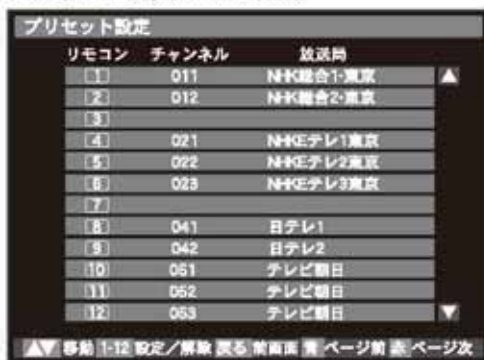 プリセット設定
リモコン チャンネル 放送局
1 011 NHK総合1・東京
2 012 NHK総合2・東京
3
4 021 NHKEテレ1東京
5 022 NHKEテレ2東京
6 023 NHKEテレ3東京
7
8 041 日テレ1
9 042 日テレ2
10 051 テレビ朝日
11 052 テレビ朝日
12 053 テレビ朝日
▲▼ 移動 1-12 設定/解除 戻る 前画面 青 ページ前 赤 ページ次